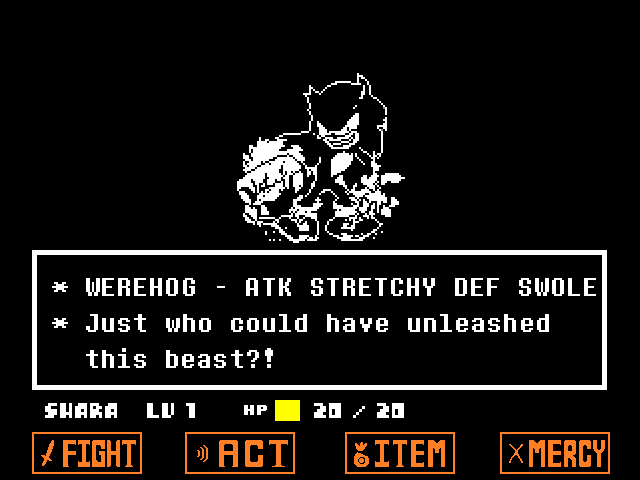 * WEREHOG - ATK STRETCHY DEF SWOLE
* Just who could have unleashed
this beast?!
SHARA LV 1 HP 20 / 20
FIGHT ACT ITEM MERCY